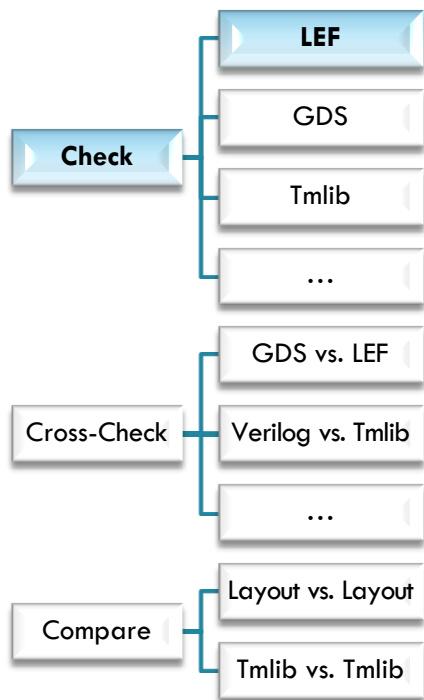 LEF
GDS
Check
Tmlib
...
GDS vs. LEF
Cross-Check
Verilog vs. Tmlib
...
Layout vs. Layout
Compare
Tmlib vs. Tmlib